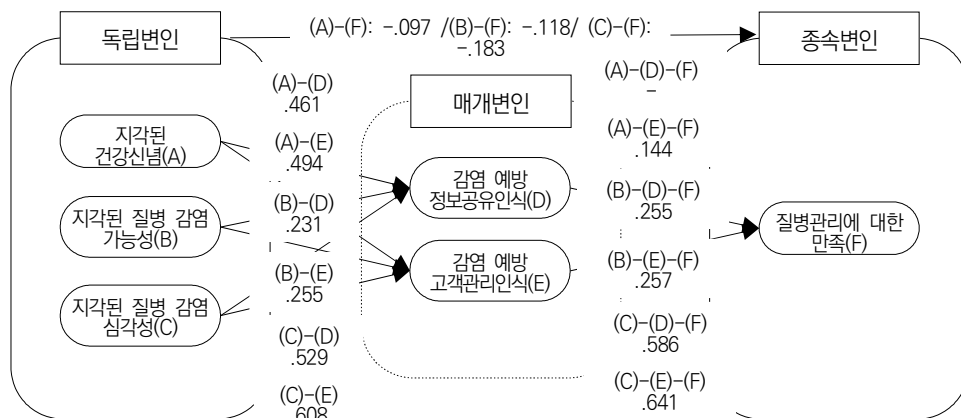 (A)-(F): -.097 /(B)-(F): -.118/ (C)-(F):
-.183
독립변인
종속변인
매개변인
지각된
건강신념(A)
지각된 질병 감염
가능성(B)
지각된 질병 감염
심각성(C)
(A)-(D)
.461
(A)-(E)
.494
(B)-(D)
.231
(B)-(E)
.255
(C)-(D)
.529
(C)-(E)
.608
감염 예방
정보공유인식(D)
감염 예방
고객관리인식(E)
(A)-(D)-(F)
-
(A)-(E)-(F)
.144
(B)-(D)-(F)
.255
(B)-(E)-(F)
.257
(C)-(D)-(F)
.586
(C)-(E)-(F)
.641
질병관리에 대한
만족(F)